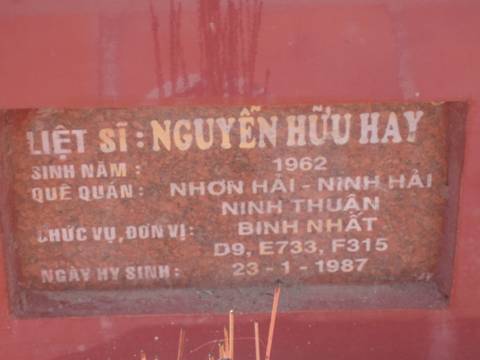 LIỆT SĨ : NGUYỄN HỮU HAY
SINH NĂM : 1962
QUÊ QUÁN : NHƠN HẢI - NINH HẢI
NINH THUẬN
CHỨC VỤ, ĐƠN VỊ : BINH NHẤT
D9, E733, F315
NGÀY HY SINH : 23 - 1 - 1987